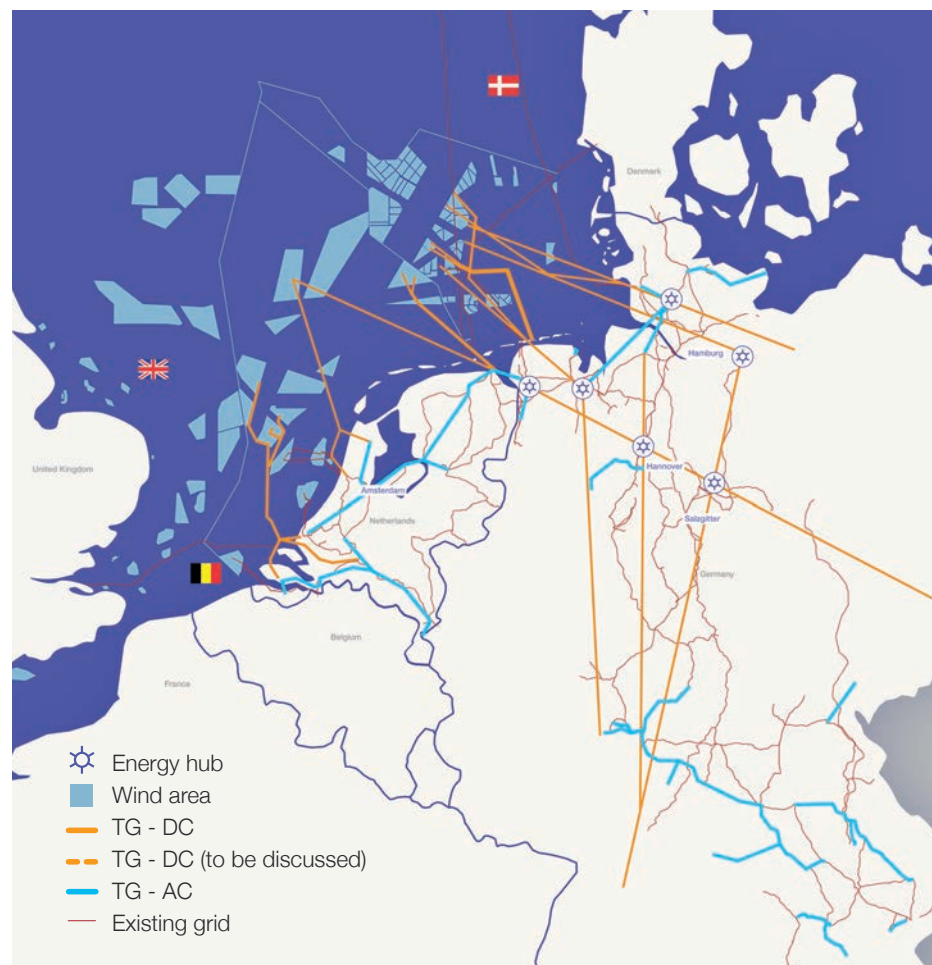 Denmark
Hamburg
United Kingdom
Hannover
Amsterdam
Salzgitter
Netherlands
Germany
Belgium
France
Energy hub
Wind area
TG - DC
TG - DC (to be discussed)
TG - AC
Existing grid